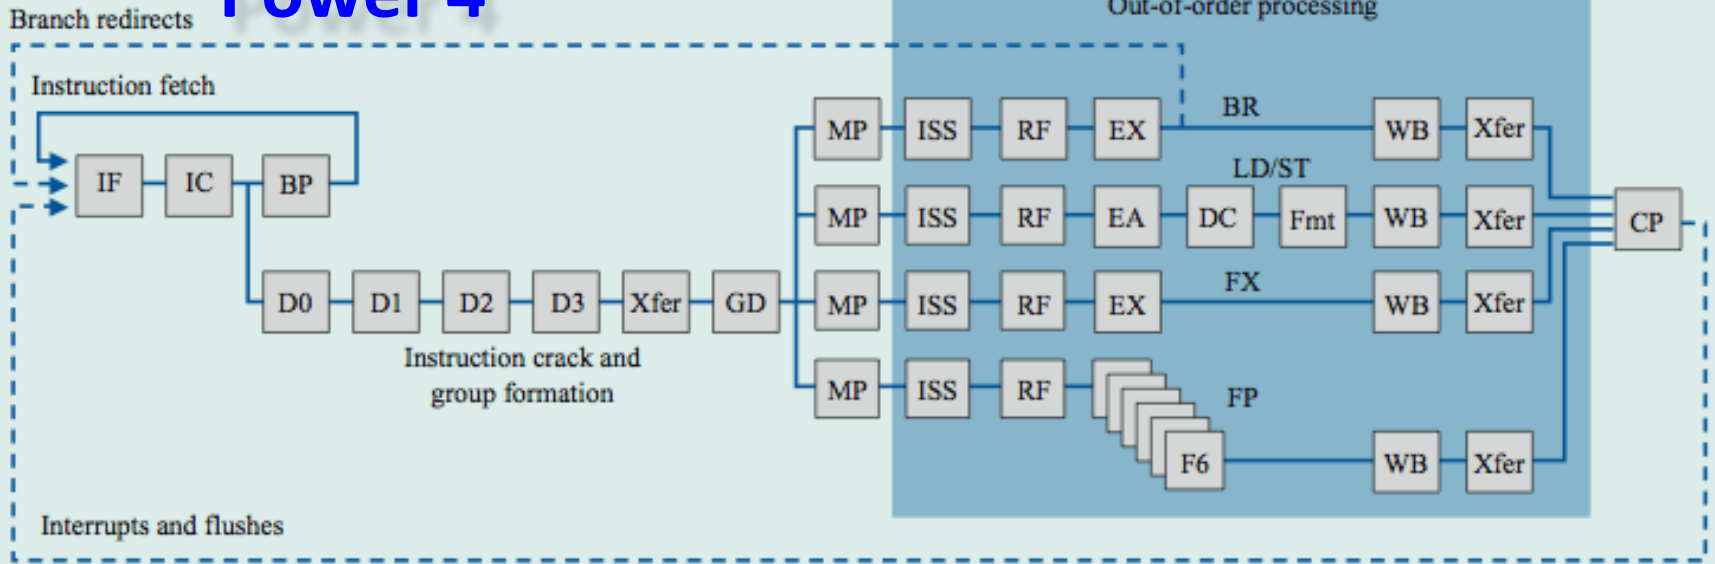 Power 4
Branch redirects
Out-of-order processing
Instruction fetch
IF IC BP
MP ISS RF EX BR WB Xfer
LD/ST
MP ISS RF EA DC Fmt WB Xfer CP
D0 D1 D2 D3 Xfer GD MP ISS RF EX FX WB Xfer
Instruction crack and
group formation
MP ISS RF FP
F6 WB Xfer
Interrupts and flushes